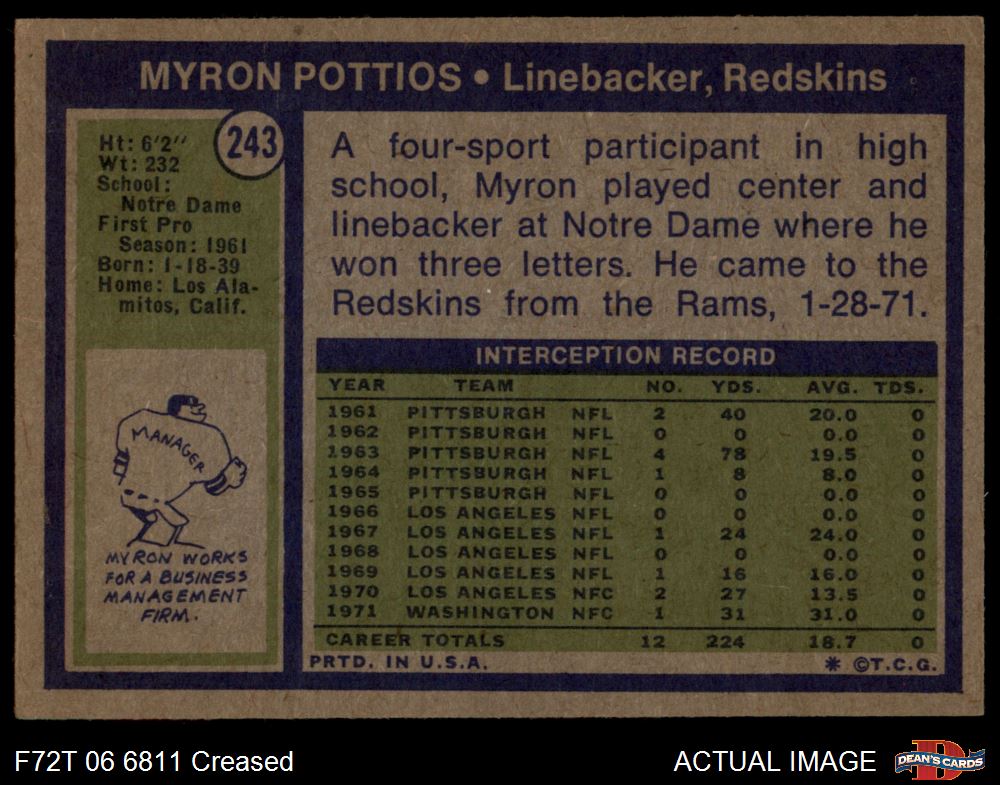 MYRON POTTIOS • Linebacker, Redskins
243
Ht: 6'2"
Wt: 232
School:
Notre Dame
First Pro
Season: 1961
Born: 1-18-39
Home: Los Ala-
mitos, Calif.
MANAGER
MYRON WORKS
FOR A BUSINESS
MANAGEMENT
FIRM.
A four-sport participant in high
school, Myron played center and
linebacker at Notre Dame where he
won three letters. He came to the
Redskins from the Rams, 1-28-71.
INTERCEPTION RECORD
YEAR TEAM NO. YDS. AVG. TDS.
1961 PITTSBURGH NFL 2 40 20.0 0
1962 PITTSBURGH NFL 0 0 0.0 0
1963 PITTSBURGH NFL 4 78 19.5 0
1964 PITTSBURGH NFL 1 8 8.0 0
1965 PITTSBURGH NFL 0 0 0.0 0
1966 LOS ANGELES NFL 0 0 0.0 0
1967 LOS ANGELES NFL 1 24 24.0 0
1968 LOS ANGELES NFL 0 0 0.0 0
1969 LOS ANGELES NFL 1 16 16.0 0
1970 LOS ANGELES NFC 2 27 13.5 0
1971 WASHINGTON NFC 1 31 31.0 0
CAREER TOTALS 12 224 18.7 0
PRTD. IN U.S.A. * ©T.C.G.
F72T 06 6811 Creased
ACTUAL IMAGE
D
DEAN'S CARDS